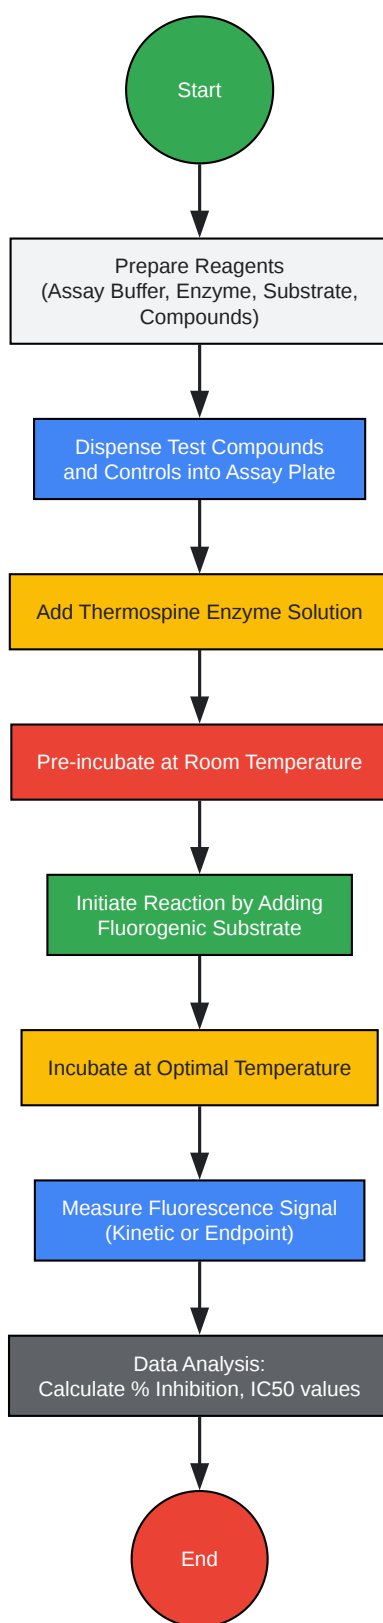 Start
Prepare Reagents
(Assay Buffer, Enzyme, Substrate,
Compounds)
Dispense Test Compounds
and Controls into Assay Plate
Add Thermospine Enzyme Solution
Pre-incubate at Room Temperature
Initiate Reaction by Adding
Fluorogenic Substrate
Incubate at Optimal Temperature
Measure Fluorescence Signal
(Kinetic or Endpoint)
Data Analysis:
Calculate % Inhibition, IC50 values
End